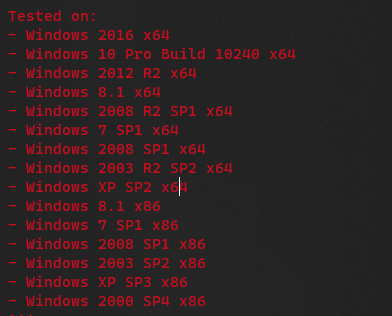 Tested on:
- Windows 2016 x64
- Windows 10 Pro Build 10240 x64
- Windows 2012 R2 x64
- Windows 8.1 x64
- Windows 2008 R2 SP1 x64
- Windows 7 SP1 x64
- Windows 2008 SP1 x64
- Windows 2003 R2 SP2 x64
- Windows XP SP2 x64
- Windows 8.1 x86
- Windows 7 SP1 x86
- Windows 2008 SP1 x86
- Windows 2003 SP2 x86
- Windows XP SP3 x86
- Windows 2000 SP4 x86